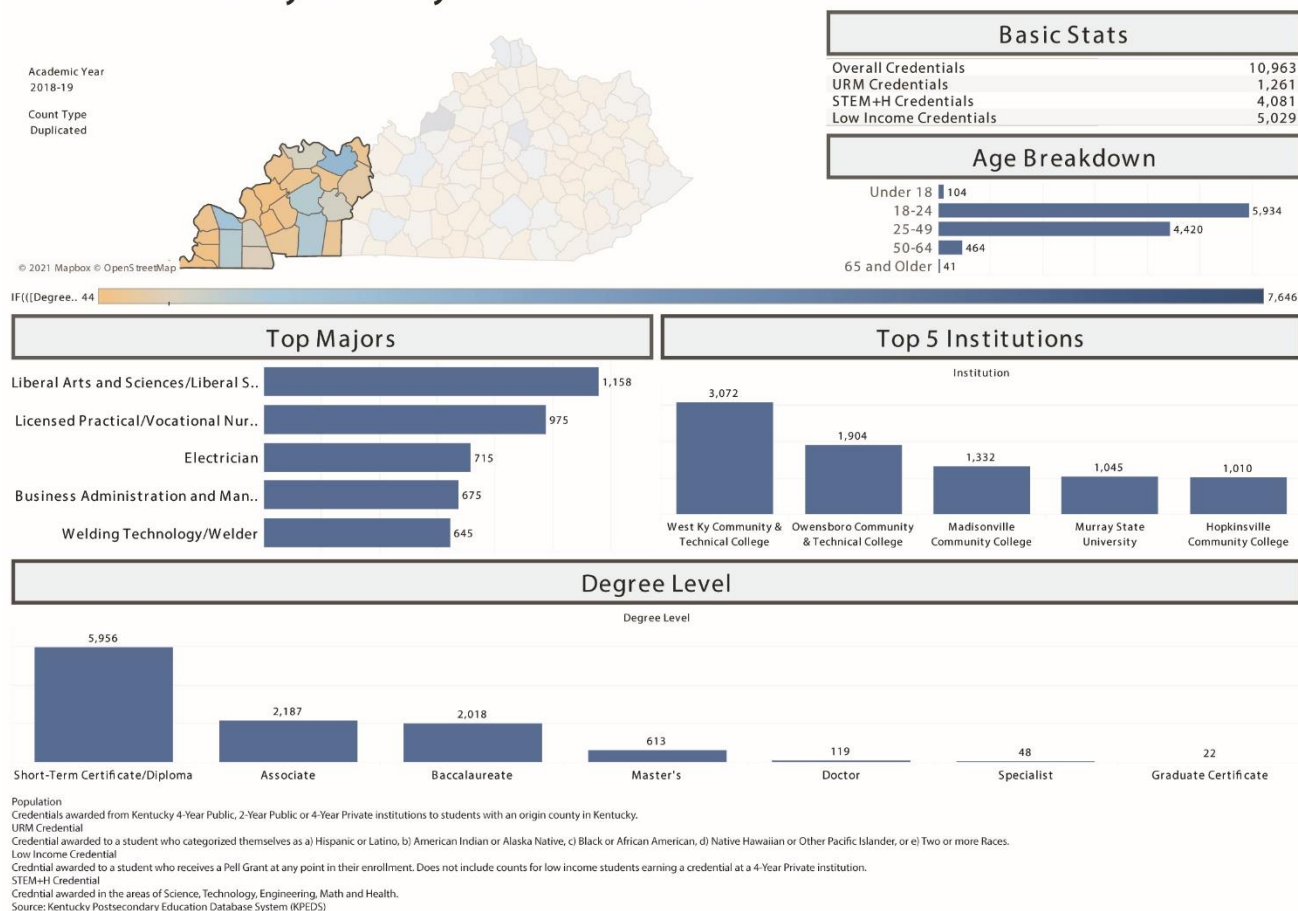 Academic Year
2018-19
Count Type
Duplicated
© 2021 Mapbox © OpenStreetMap
IF(([Degree.. 44
7,646
Basic Stats
Overall Credentials 10,963
URM Credentials 1,261
STEM+H Credentials 4,081
Low Income Credentials 5,029
Age Breakdown
Under 18 104
18-24 5,934
25-49 4,420
50-64 464
65 and Older 41
Top Majors
Liberal Arts and Sciences/Liberal S.. 1,158
Licensed Practical/Vocational Nur.. 975
Electrician 715
Business Administration and Man.. 675
Welding Technology/Welder 645
Top 5 Institutions
Institution
3,072 1,904 1,332 1,045 1,010
West Ky Community & Owensboro Community Madisonville Murray State Hopkinsville
Technical College & Technical College Community College University Community College
Degree Level
Degree Level
5,956 2,187 2,018 613 119 48 22
Short-Term Certificate/Diploma Associate Baccalaureate Master's Doctor Specialist Graduate Certificate
Population
Credentials awarded from Kentucky 4-Year Public, 2-Year Public or 4-Year Private institutions to students with an origin county in Kentucky.
URM Credential
Credential awarded to a student who categorized themselves as a) Hispanic or Latino, b) American Indian or Alaska Native, c) Black or African American, d) Native Hawaiian or Other Pacific Islander, or e) Two or more Races.
Low Income Credential
Credntial awarded to a student who receives a Pell Grant at any point in their enrollment. Does not include counts for low income students earning a credential at a 4-Year Private institution.
STEM+H Credential
Credntial awarded in the areas of Science, Technology, Engineering, Math and Health.
Source: Kentucky Postsecondary Education Database System (KPEDS)